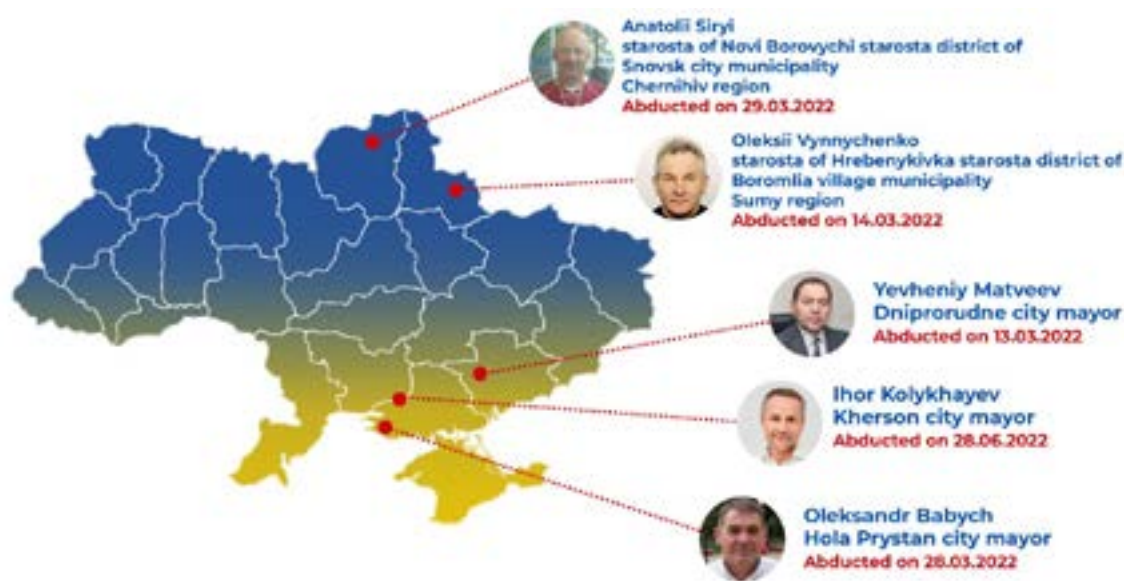 Anatolii Siryi
starosta of Novi Borovychi starosta district of
Snovsk city municipality
Chernihiv region
Abducted on 29.03.2022
Oleksii Vynnychenko
starosta of Hrebenykivka starosta district of
Boromlia village municipality
Sumy region
Abducted on 14.03.2022
Yevheniy Matveev
Dniprorudne city mayor
Abducted on 13.03.2022
Ihor Kolykhayev
Kherson city mayor
Abducted on 28.06.2022
Oleksandr Babych
Hola Prystan city mayor
Abducted on 28.03.2022